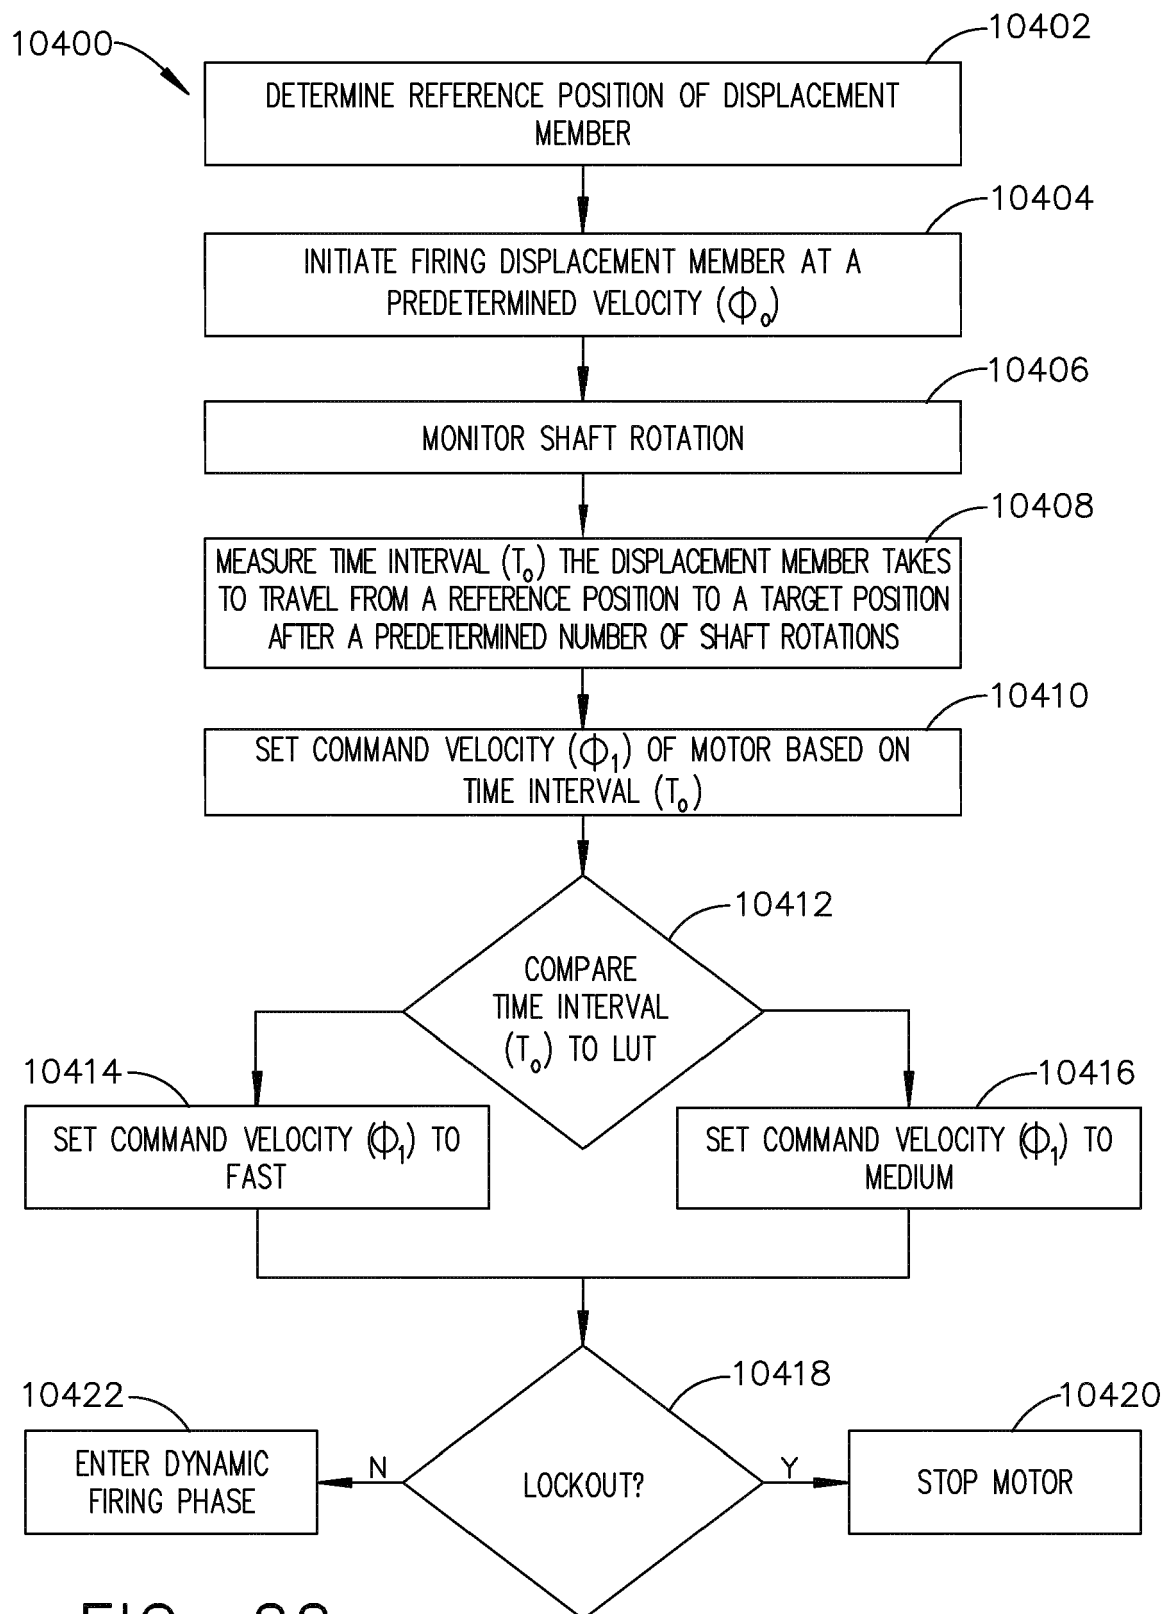 10400
10402
DETERMINE REFERENCE POSITION OF DISPLACEMENT
MEMBER
10404
INITIATE FIRING DISPLACEMENT MEMBER AT A
PREDETERMINED VELOCITY (Φ₀)
10406
MONITOR SHAFT ROTATION
10408
MEASURE TIME INTERVAL (T₀) THE DISPLACEMENT MEMBER TAKES
TO TRAVEL FROM A REFERENCE POSITION TO A TARGET POSITION
AFTER A PREDETERMINED NUMBER OF SHAFT ROTATIONS
10410
SET COMMAND VELOCITY (Φ₁) OF MOTOR BASED ON
TIME INTERVAL (T₀)
10412
COMPARE
TIME INTERVAL
(T₀) TO LUT
10414
SET COMMAND VELOCITY (Φ₁) TO
FAST
10416
SET COMMAND VELOCITY (Φ₁) TO
MEDIUM
10418
LOCKOUT?
N
Y
10422
ENTER DYNAMIC
FIRING PHASE
10420
STOP MOTOR
FIG.